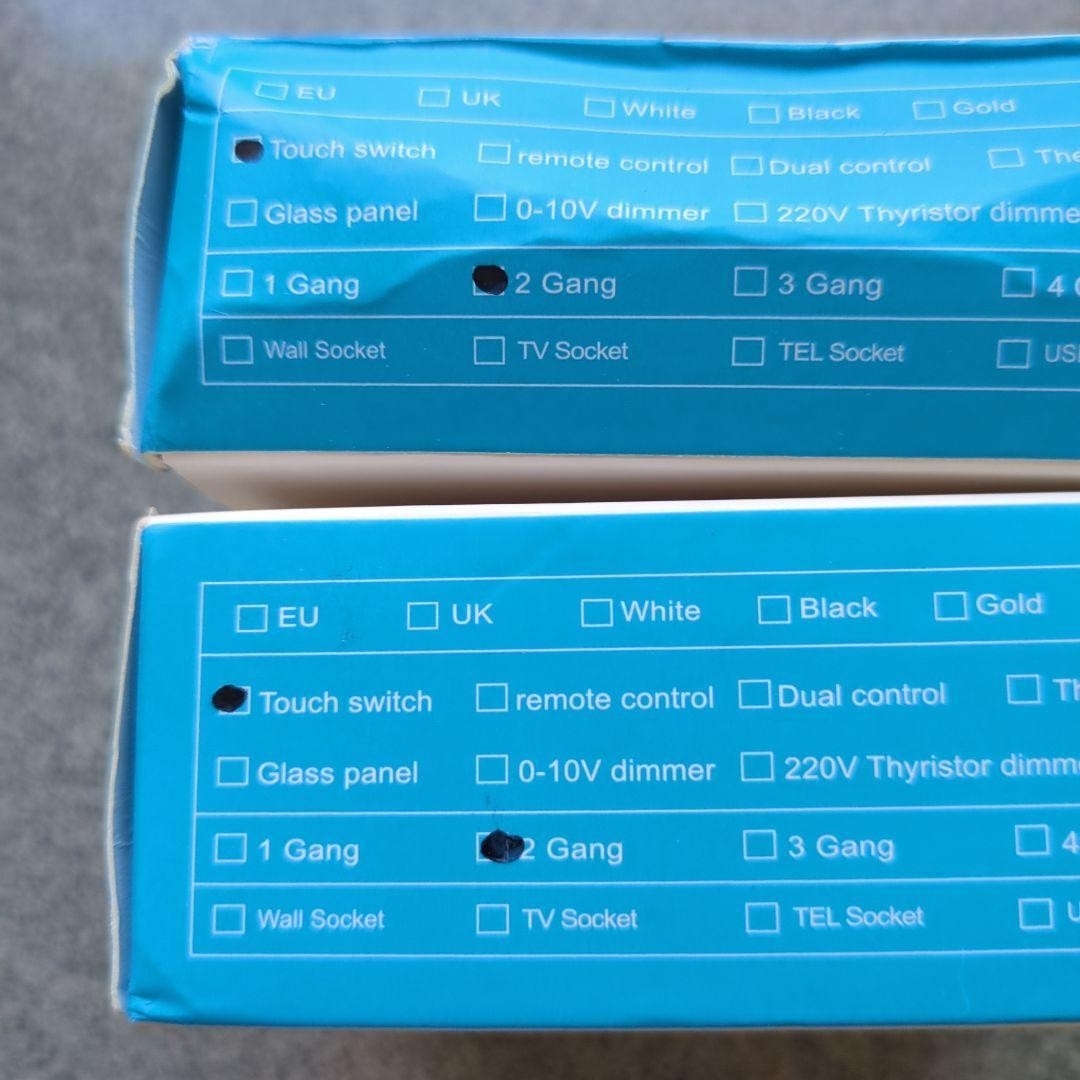 EU UK White Black Gold
Touch switch remote control Dual control
Glass panel 0-10V dimmer 220V Thyristor
1 Gang 2 Gang 3 Gang 4
Wall Socket TV Socket TEL Socket
EU UK White Black Gold
Touch switch remote control Dual control
Glass panel 0-10V dimmer 220V Thyristor
1 Gang 2 Gang 3 Gang 4
Wall Socket TV Socket TEL Socket